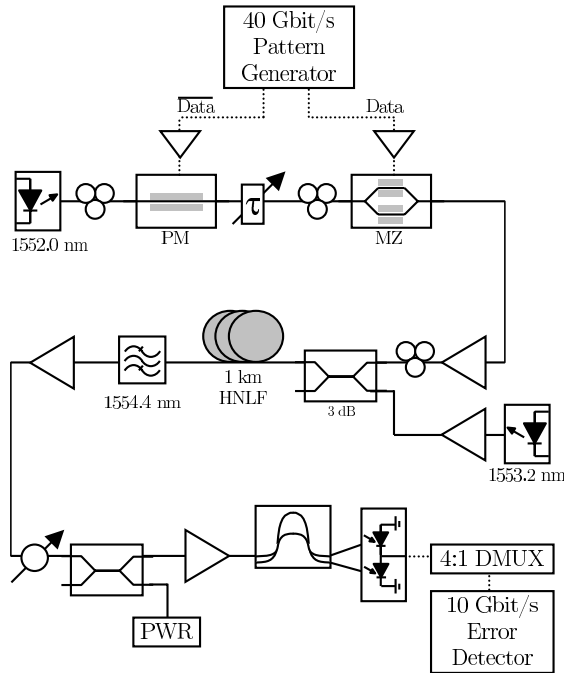 40 Gbit/s
Pattern
Generator
Data
Data
τ
1552.0 nm
PM
MZ
1 km
HNLF
1554.4 nm
3 dB
1553.2 nm
4:1 DMUX
PWR
10 Gbit/s
Error
Detector